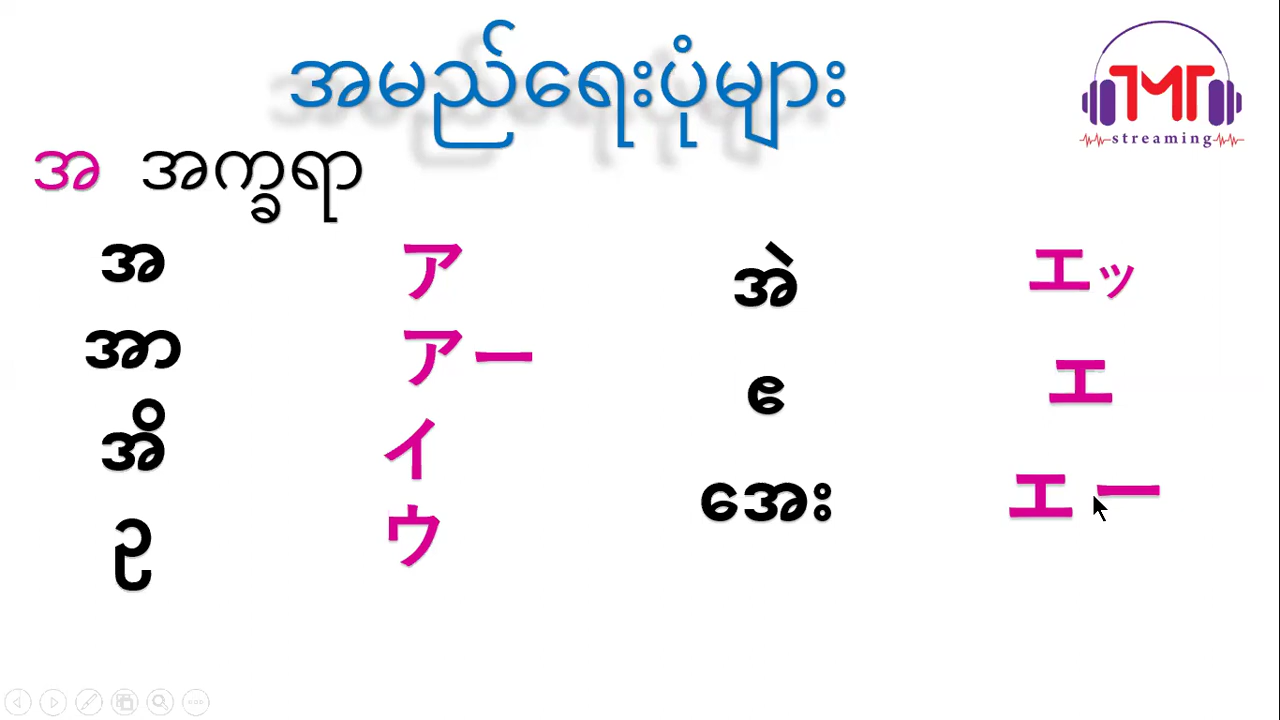 အမည်ရေးပုံများ
TMT
streaming
အ အက္ခရာ
အ ア
အာ アー
အိ イ
ဥ ウ
အဲ エッ
ဧ エ
အေး エー